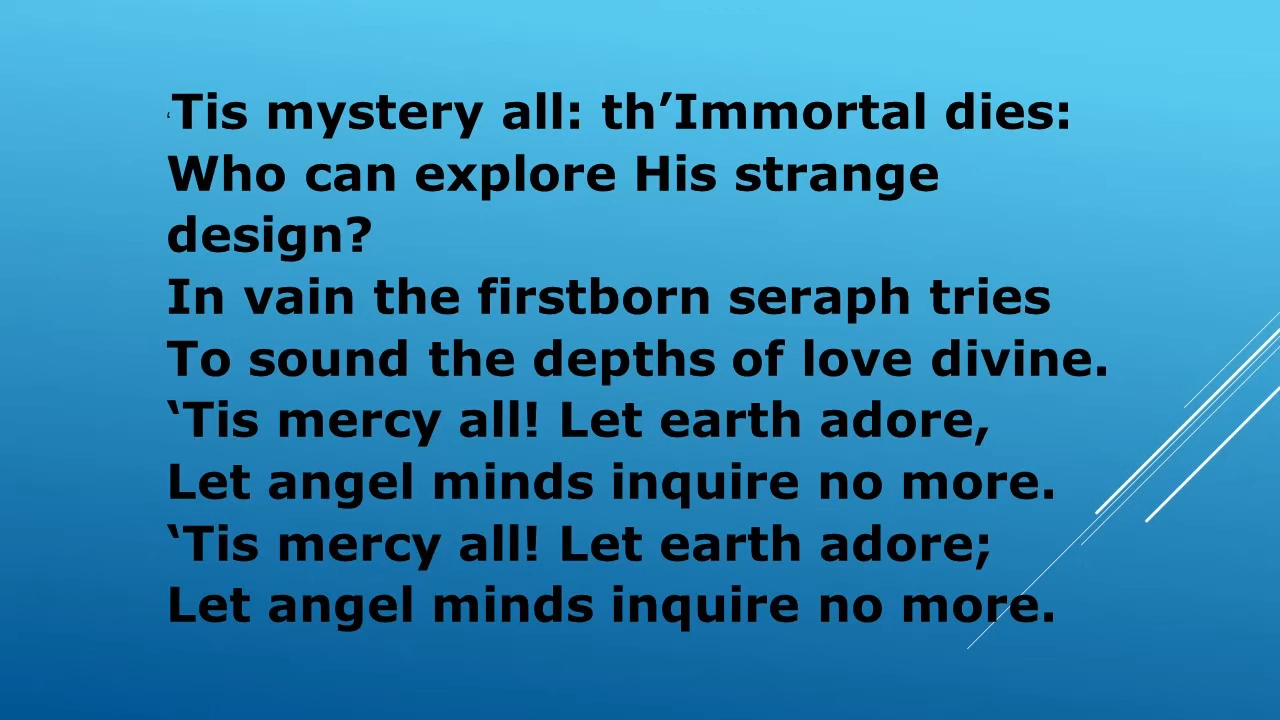 ‘Tis mystery all: th’Immortal dies:
Who can explore His strange
design?
In vain the firstborn seraph tries
To sound the depths of love divine.
‘Tis mercy all! Let earth adore,
Let angel minds inquire no more.
‘Tis mercy all! Let earth adore;
Let angel minds inquire no more.